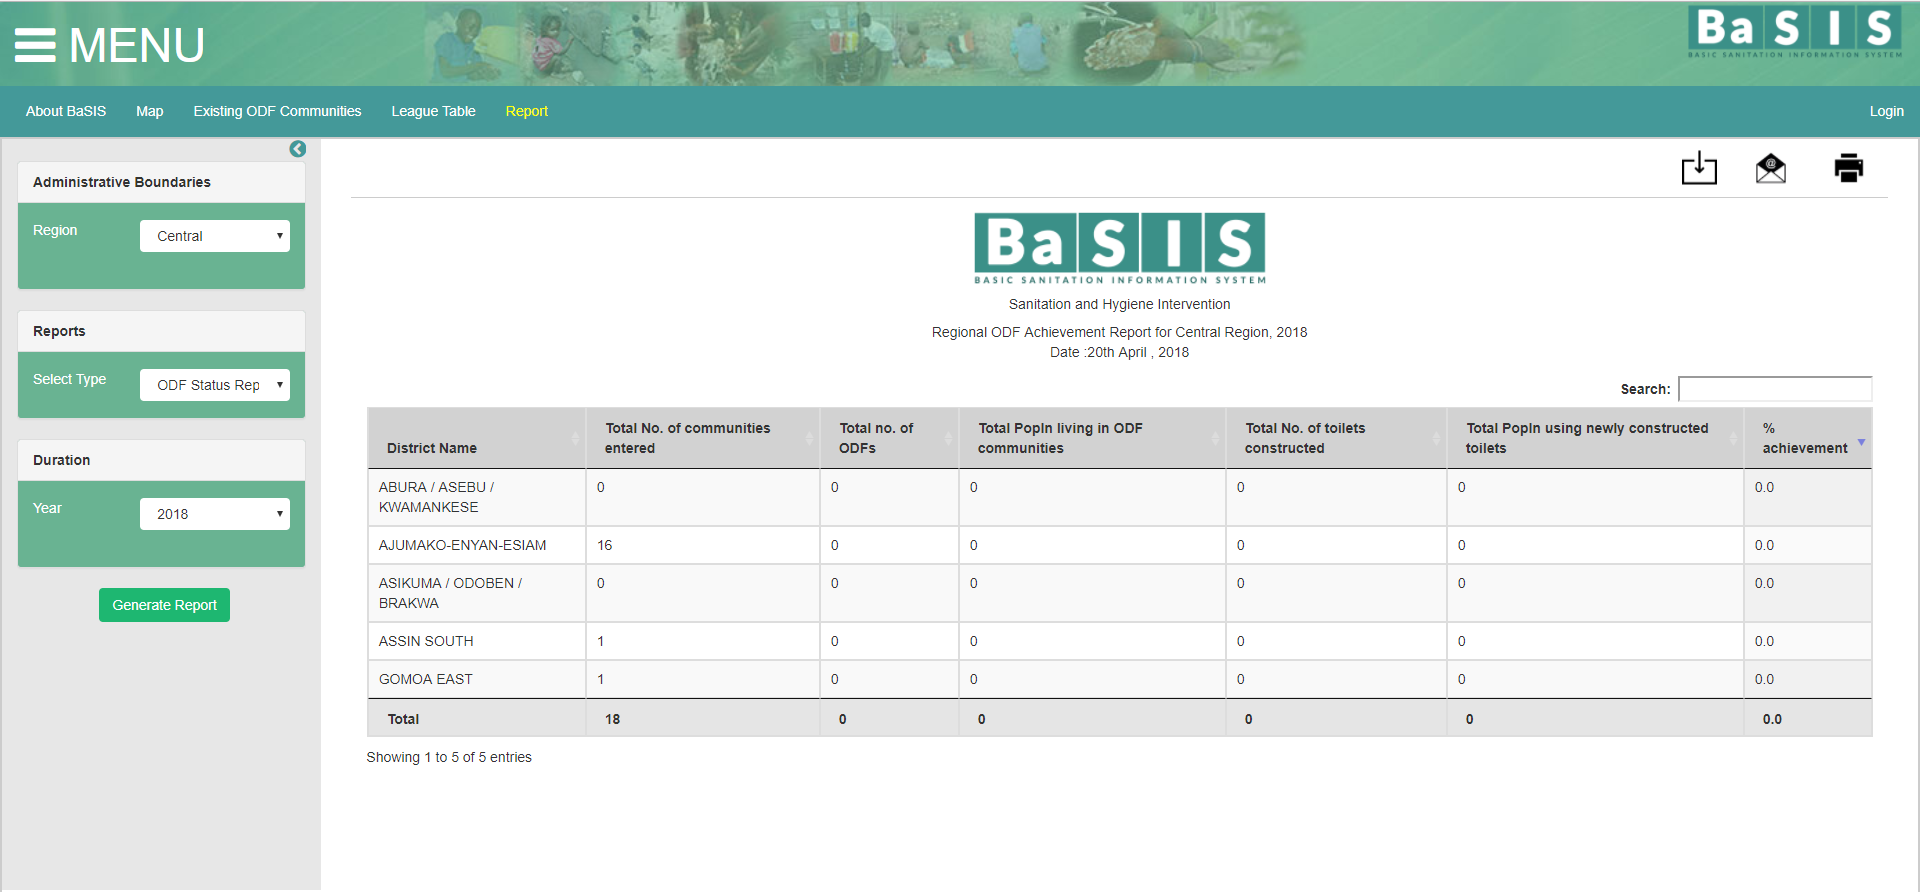 MENU
BaSIS
BASIC SANITATION INFORMATION SYSTEM
About BaSIS Map Existing ODF Communities League Table Report Login
Administrative Boundaries
Region Central
Reports
Select Type ODF Status Rep
Duration
Year 2018
Generate Report
BaSIS
BASIC SANITATION INFORMATION SYSTEM
Sanitation and Hygiene Intervention
Regional ODF Achievement Report for Central Region, 2018
Date :20th April , 2018
Search:
District Name
Total No. of communities
entered
Total no. of
ODFs
Total Popln living in ODF
communities
Total No. of toilets
constructed
Total Popln using newly constructed
toilets
%
achievement
ABURA / ASEBU /
KWAMANKESE
0 0 0 0 0 0.0
AJUMAKO-ENYAN-ESIAM 16 0 0 0 0 0.0
ASIKUMA / ODOBEN /
BRAKWA
0 0 0 0 0 0.0
ASSIN SOUTH 1 0 0 0 0 0.0
GOMOA EAST 1 0 0 0 0 0.0
Total 18 0 0 0 0 0.0
Showing 1 to 5 of 5 entries